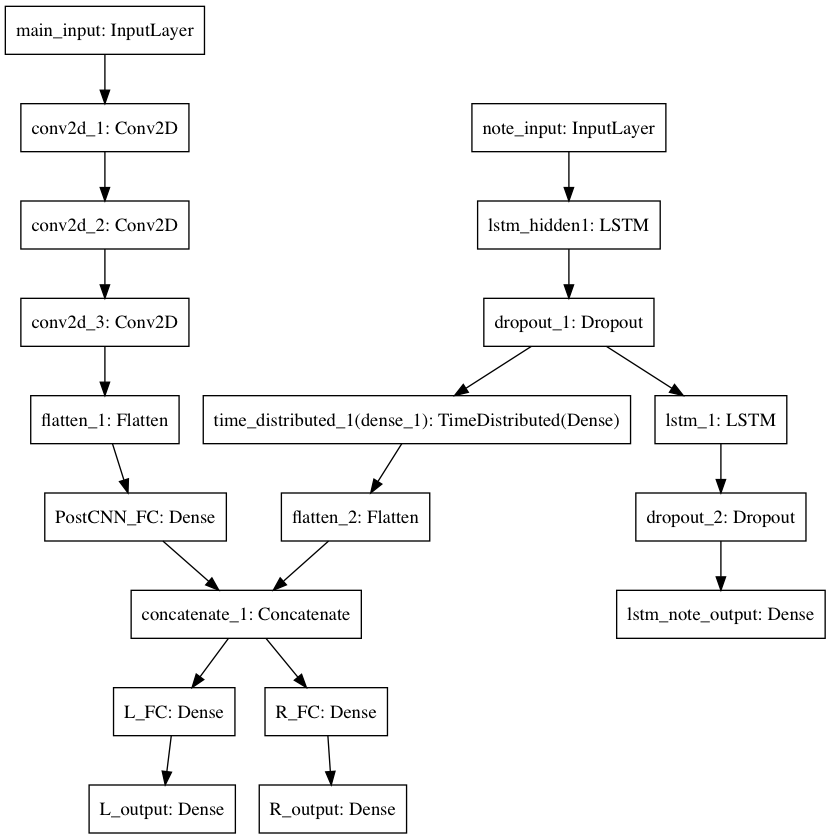 main_input: InputLayer
conv2d_1: Conv2D
note_input: InputLayer
conv2d_2: Conv2D
lstm_hidden1: LSTM
conv2d_3: Conv2D
dropout_1: Dropout
flatten_1: Flatten
time_distributed_1(dense_1): TimeDistributed(Dense)
lstm_1: LSTM
PostCNN_FC: Dense
flatten_2: Flatten
dropout_2: Dropout
concatenate_1: Concatenate
lstm_note_output: Dense
L_FC: Dense
R_FC: Dense
L_output: Dense
R_output: Dense